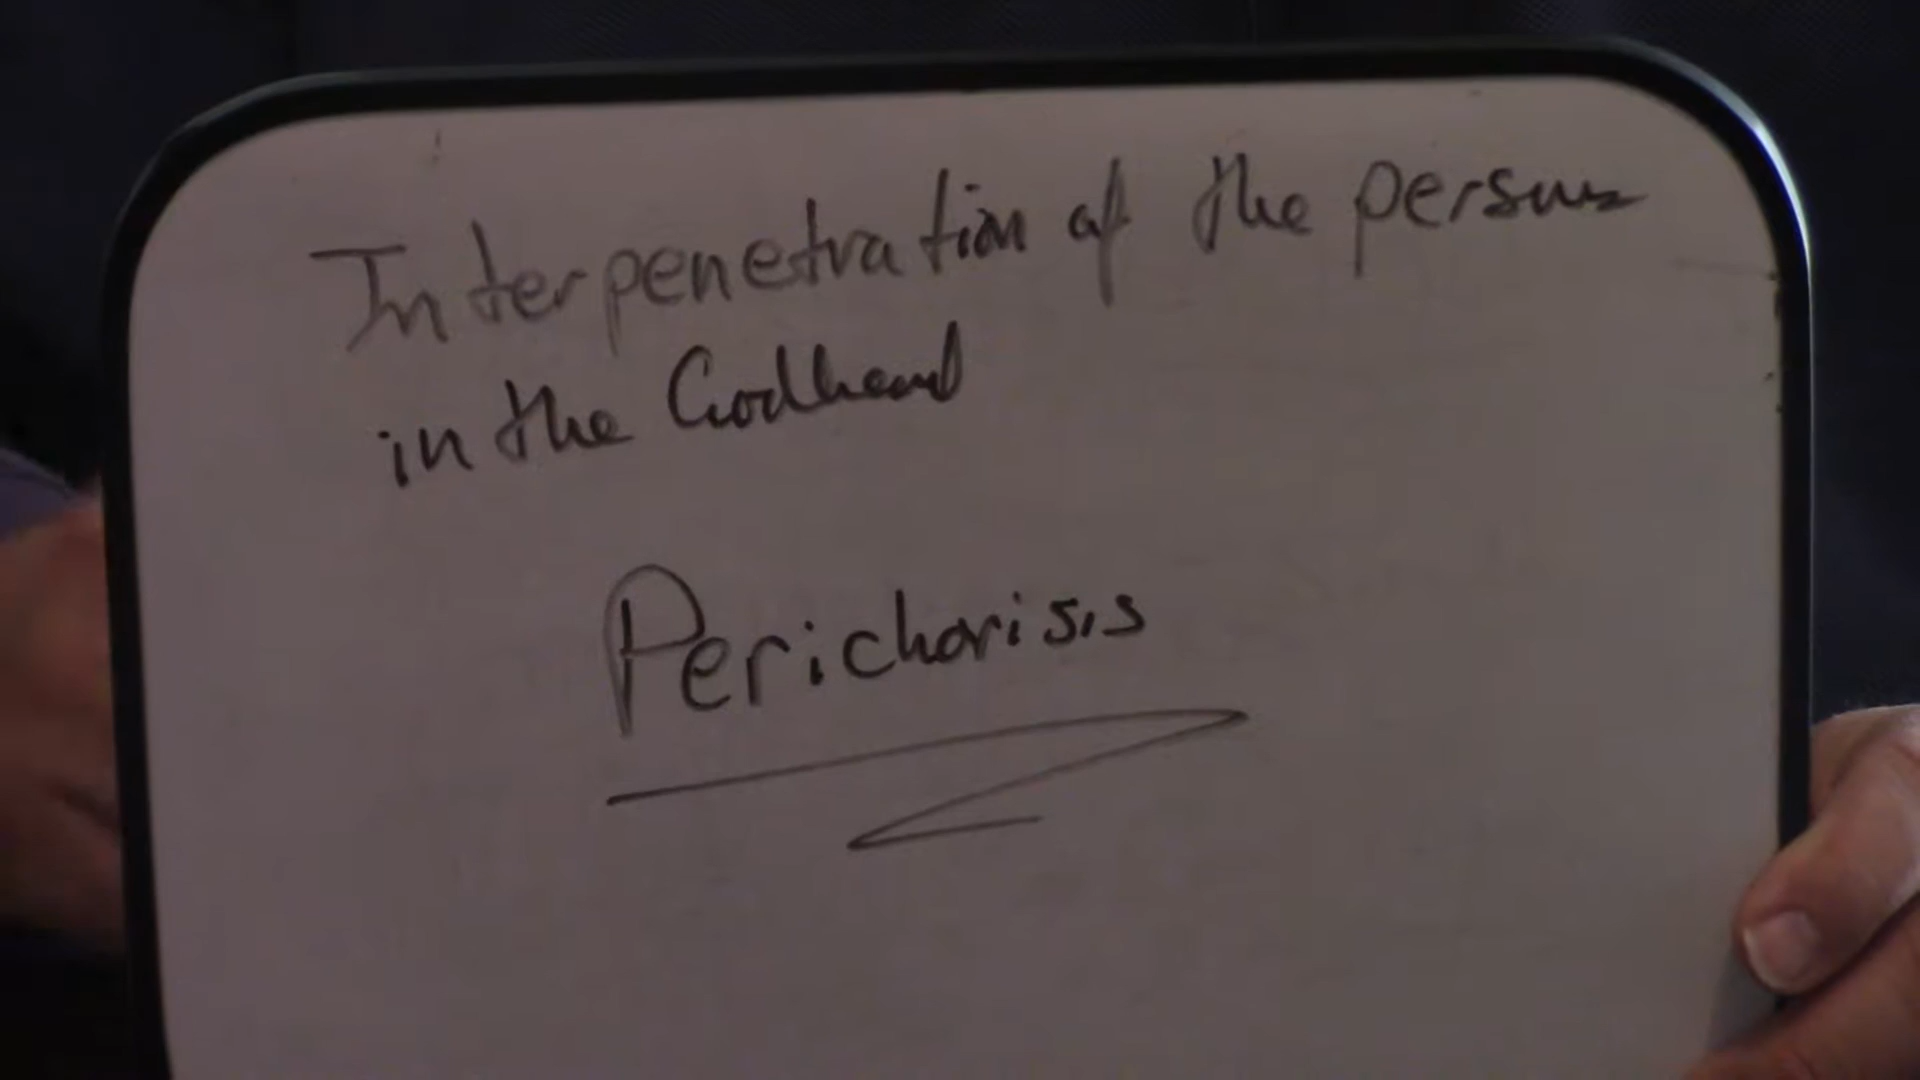 Interpenetration of the persons
in the Godhead
Perichorisis